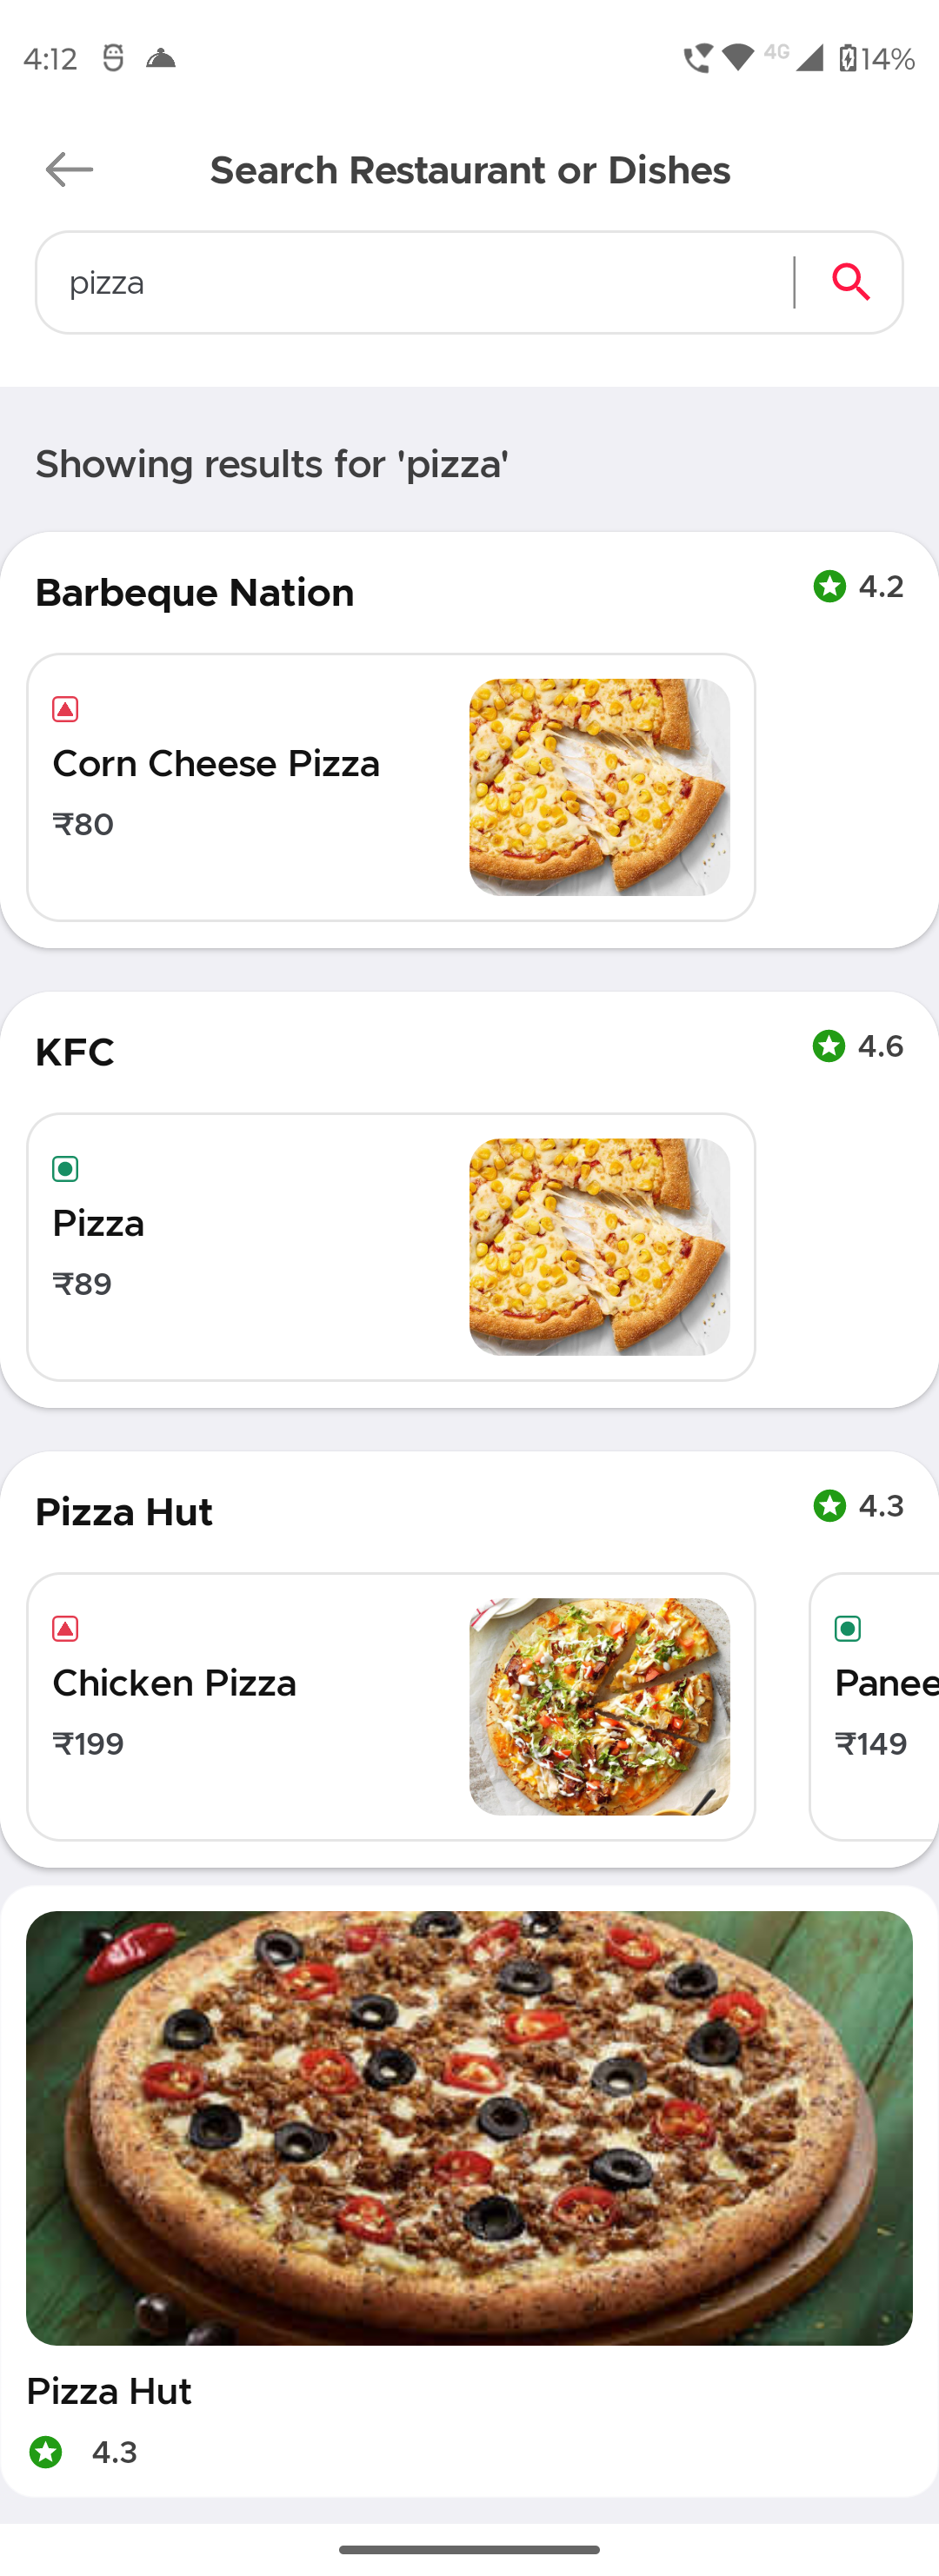 4:12
4G
14%
Search Restaurant or Dishes
pizza
Showing results for 'pizza'
Barbeque Nation
4.2
Corn Cheese Pizza
₹80
KFC
4.6
Pizza
₹89
Pizza Hut
4.3
Chicken Pizza
₹199
Panee
₹149
Pizza Hut
4.3